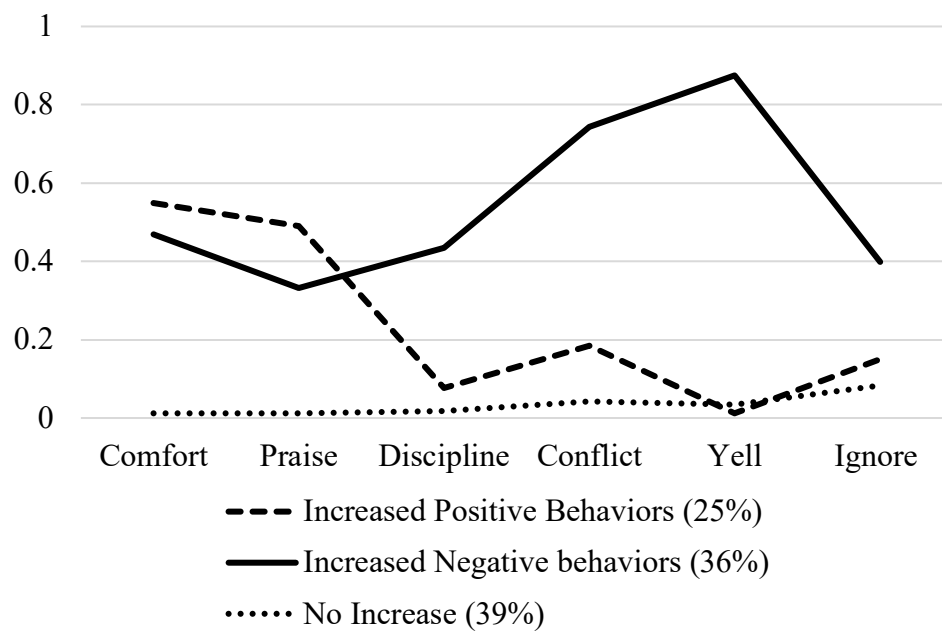 1
0.8
0.6
0.4
0.2
0
Comfort Praise Discipline Conflict Yell Ignore
Increased Positive Behaviors (25%)
Increased Negative behaviors (36%)
No Increase (39%)